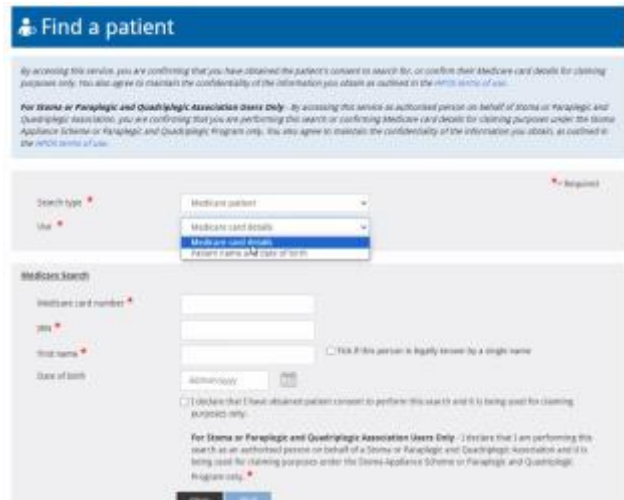 Find a patient
By accessing this service, you are confirming that you have obtained the patient's consent to search for, or confirm their Medicare card details for claiming
purposes only. You also agree to maintain the confidentiality of the information you obtain as outlined in the HPOS terms of use.
For Stoma or Paraplegic and Quadriplegic Association Users Only - By accessing this service as authorised person on behalf of Stoma or Paraplegic and
Quadriplegic Association, you are confirming that you are performing this search or confirming Medicare card details for claiming purposes under the Stoma
Appliance Scheme or Paraplegic and Quadriplegic Program only. You also agree to maintain the confidentiality of the information you obtain, as outlined in
the HPOS terms of use.
*= Required
Search type * Medicare patient
Use * Medicare card details
Medicare card details
Patient name and date of birth
Medicare Search
Medicare card number *
IRN *
First name * Tick if this person is legally known by a single name
Date of birth dd/mm/yyyy
I declare that I have obtained patient consent to perform this search and it is being used for claiming
purposes only.
For Stoma or Paraplegic and Quadriplegic Association Users Only - I declare that I am performing this
search as an authorised person on behalf of a Stoma or Paraplegic and Quadriplegic Association and it is
being used for claiming purposes under the Stoma Appliance Scheme or Paraplegic and Quadriplegic
Program only. *